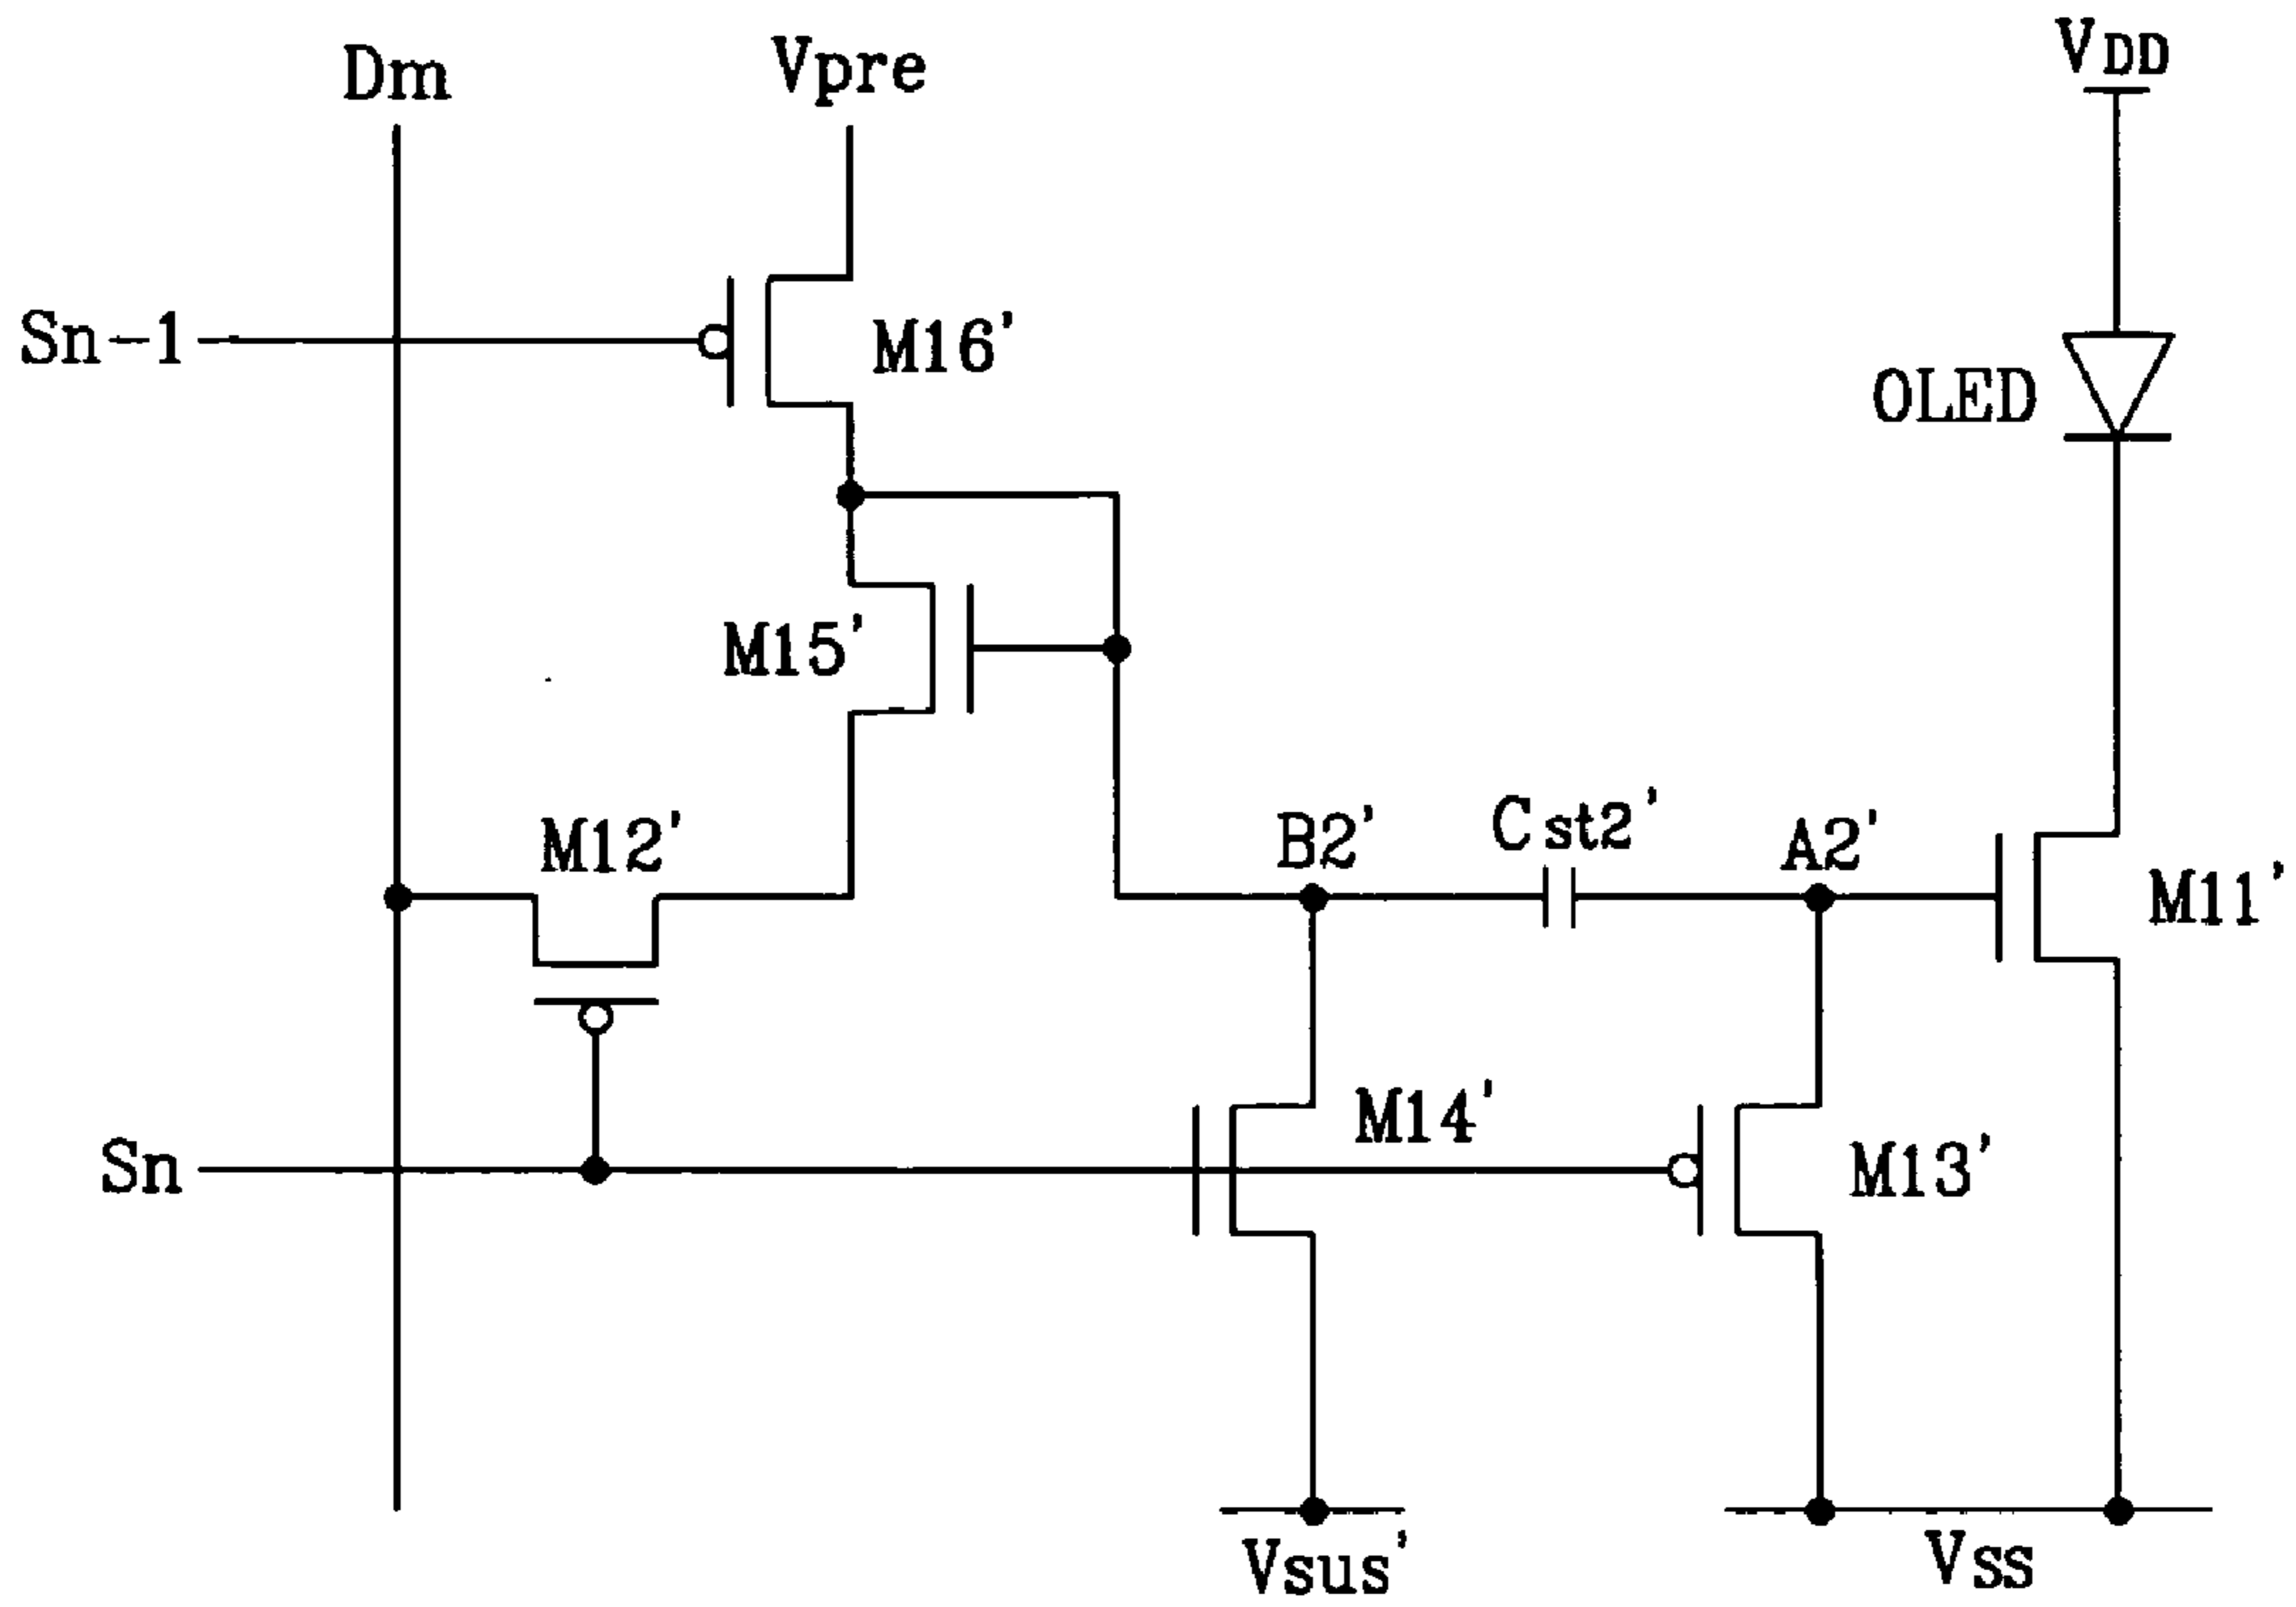 Dm
Vpre
VDD
Sn-1
M16'
OLED
M15'
M12'
B2'
Cst2'
A2'
M11'
M14'
M13'
Sn
Vsus'
Vss